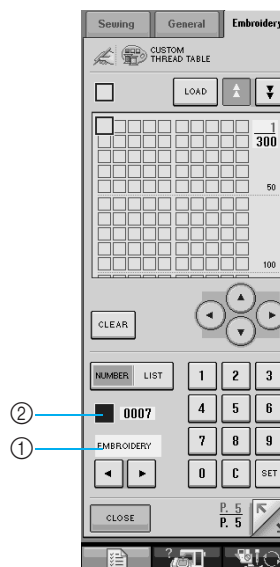 Sewing General Embroidery
CUSTOM
THREAD TABLE
LOAD
1
300
50
100
CLEAR
NUMBER LIST
1 2 3
② 0007
4 5 6
① EMBROIDERY
7 8 9
0 C SET
CLOSE
P. 5
P. 5
?